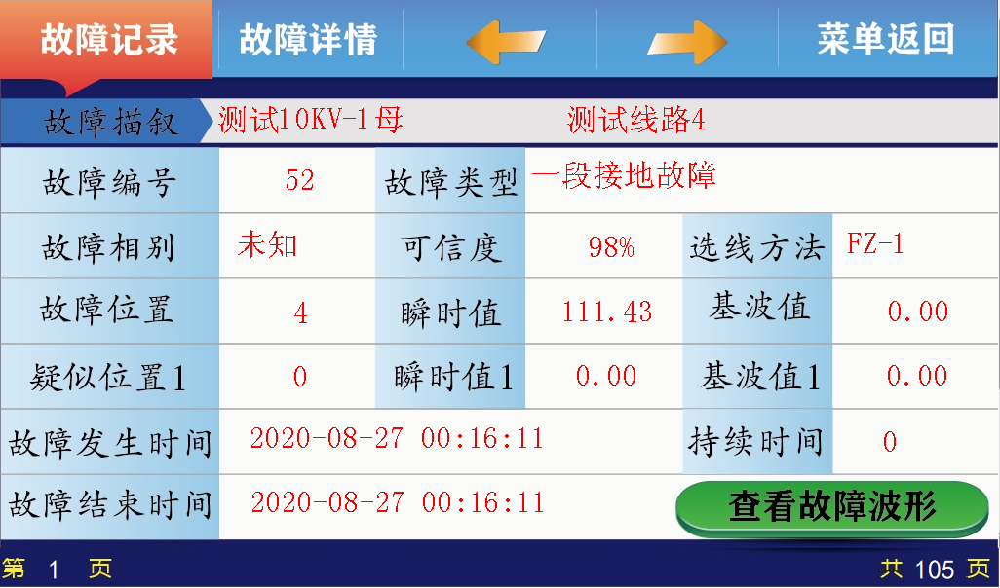 故障记录 故障详情 菜单返回
故障描叙 测试10KV-1母 测试线路4
故障编号 52 故障类型 一段接地故障
故障相别 未知 可信度 98% 选线方法 FZ-1
故障位置 4 瞬时值 111.43 基波值 0.00
疑似位置1 0 瞬时值1 0.00 基波值1 0.00
故障发生时间 2020-08-27 00:16:11 持续时间 0
故障结束时间 2020-08-27 00:16:11 查看故障波形
第 1 页 共 105 页